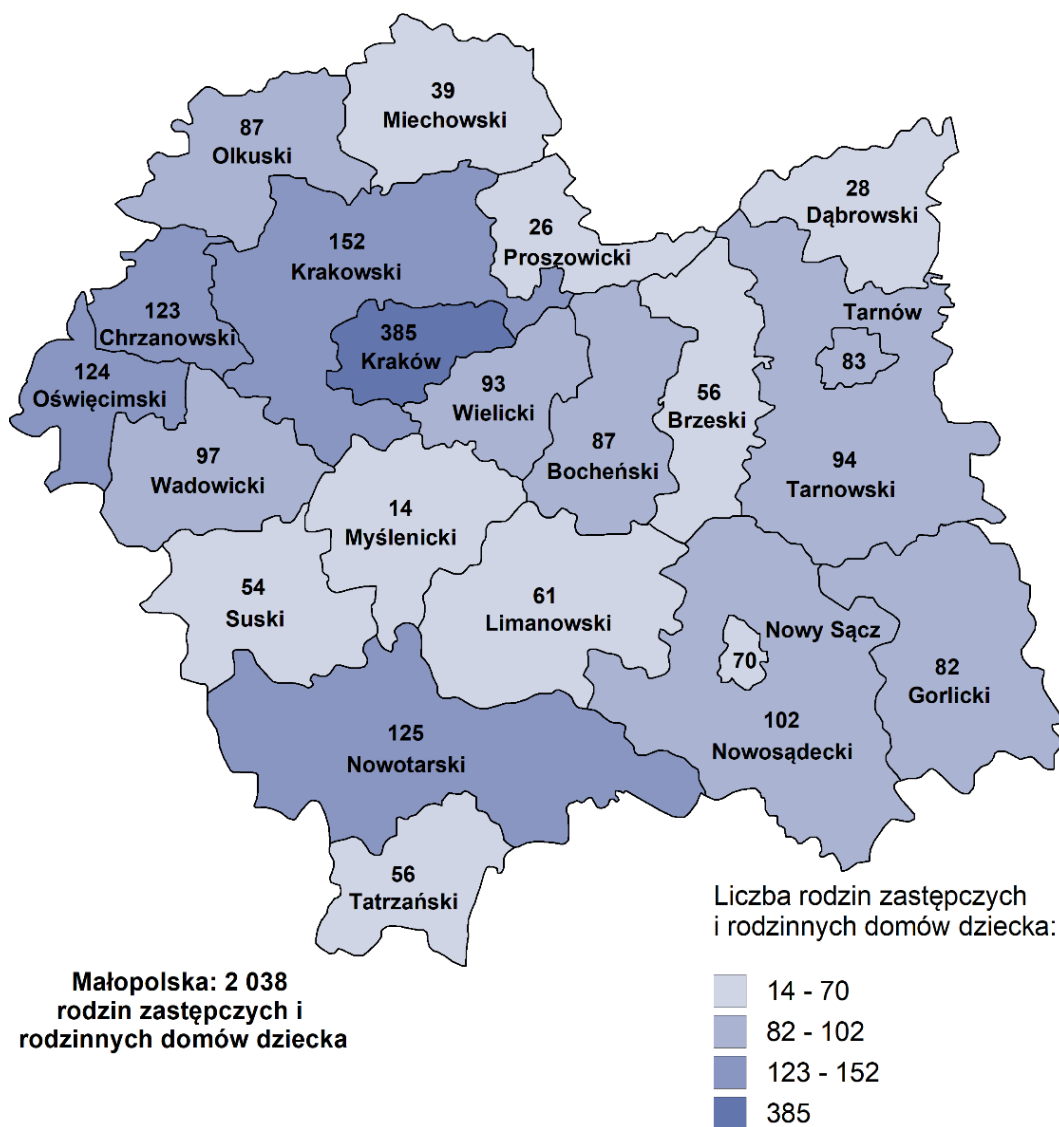 39
Miechowski
87
Olkuski
28
Dąbrowski
26
Proszowicki
152
Krakowski
123
Chrzanowski
Tarnów
83
385
Kraków
124
Oświęcimski
93
Wielicki
56
Brzeski
87
Bocheński
97
Wadowicki
94
Tarnowski
14
Myślenicki
54
Suski
61
Limanowski
Nowy Sącz
70
82
Gorlicki
102
Nowosądecki
125
Nowotarski
56
Tatrzański
Liczba rodzin zastępczych
i rodzinnych domów dziecka:
14 - 70
82 - 102
123 - 152
385
Małopolska: 2 038
rodzin zastępczych i
rodzinnych domów dziecka